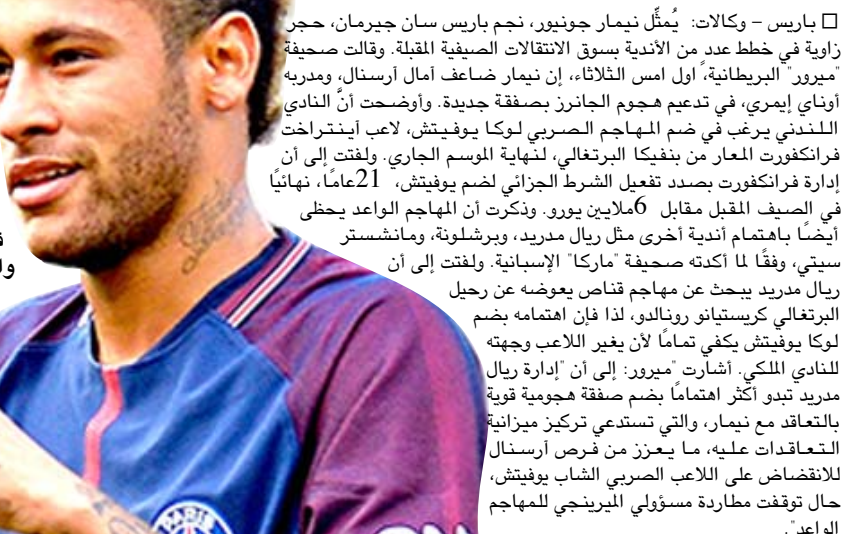 □ باريس – وكالات: يُمثِّل نيمار جونيور، نجم باريس سان جيرمان، حجر
زاوية في خطط عدد من الأندية بسوق الانتقالات الصيفية المقبلة. وقالت صحيفة
"ميرور" البريطانية، اول امس الثلاثاء، إن نيمار ضاعف آمال آرسنال، ومدربه
أوناي إيمري، في تدعيم هجوم الجانرز بصفقة جديدة. وأوضحت أنَّ النادي
اللندني يرغب في ضم المهاجم الصربي لوكا يوفيتش، لاعب آينتراخت
فرانكفورت المعار من بنفيكا البرتغالي، لنهاية الموسم الجاري. ولفتت إلى أن
إدارة فرانكفورت بصدد تفعيل الشرط الجزائي لضم يوفيتش، 21عامًا، نهائيًا
في الصيف المقبل مقابل 6ملايين يورو. وذكرت أن المهاجم الواعد يحظى
أيضًا باهتمام أندية أخرى مثل ريال مدريد، وبرشلونة، ومانشستر
سيتي، وفقًا لما أكدته صحيفة "ماركا" الإسبانية. ولفتت إلى أن
ريال مدريد يبحث عن مهاجم قناص يعوضه عن رحيل
البرتغالي كريستيانو رونالدو، لذا فإن اهتمامه بضم
لوكا يوفيتش يكفي تمامًا لأن يغير اللاعب وجهته
للنادي الملكي. أشارت "ميرور: إلى أن "إدارة ريال
مدريد تبدو أكثر اهتمامًا بضم صفقة هجومية قوية
بالتعاقد مع نيمار، والتي تستدعي تركيز ميزانية
التعاقدات عليه، ما يعزز من فرص آرسنال
للانقضاض على اللاعب الصربي الشاب يوفيتش،
حال توقفت مطاردة مسؤولي الميرينجي للمهاجم
الواعد".
PARIS